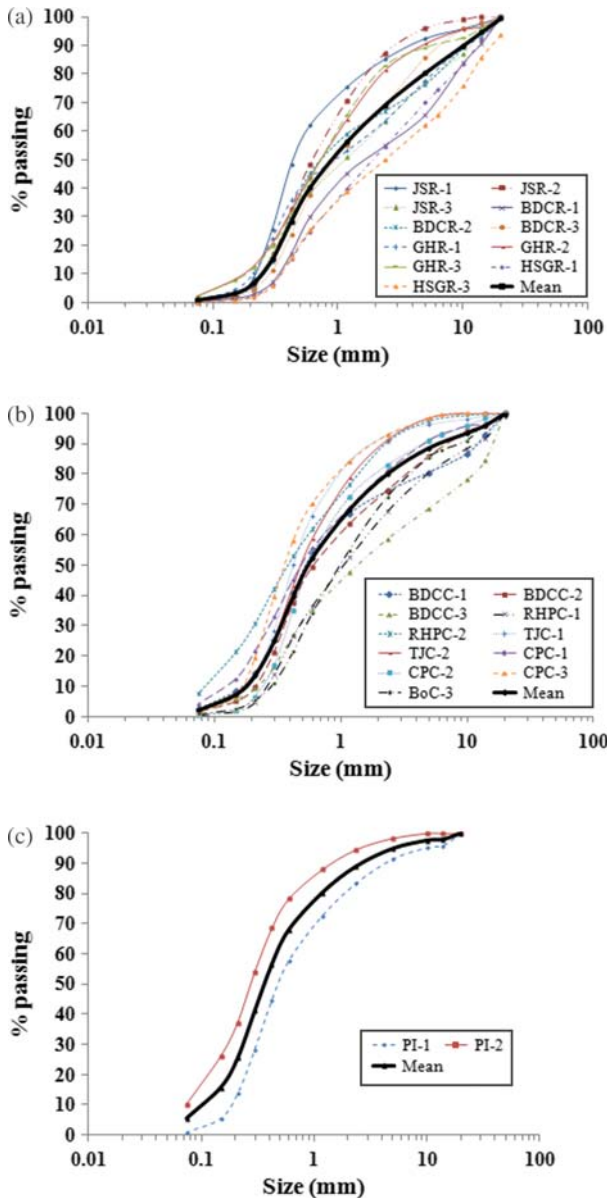 (a)
100
90
80
70
60
50
40
30
20
10
0
% passing
JSR-1 JSR-2
JSR-3 BDCR-1
BDCR-2 BDCR-3
GHR-1 GHR-2
GHR-3 HSGR-1
HSGR-3 Mean
0.01 0.1 1 10 100
Size (mm)
(b)
100
90
80
70
60
50
40
30
20
10
0
% passing
BDCC-1 BDCC-2
BDCC-3 RHPC-1
RHPC-2 TJC-1
TJC-2 CPC-1
CPC-2 CPC-3
BoC-3 Mean
0.01 0.1 1 10 100
Size (mm)
(c)
100
90
80
70
60
50
40
30
20
10
0
% passing
PI-1 PI-2
Mean
0.01 0.1 1 10 100
Size (mm)